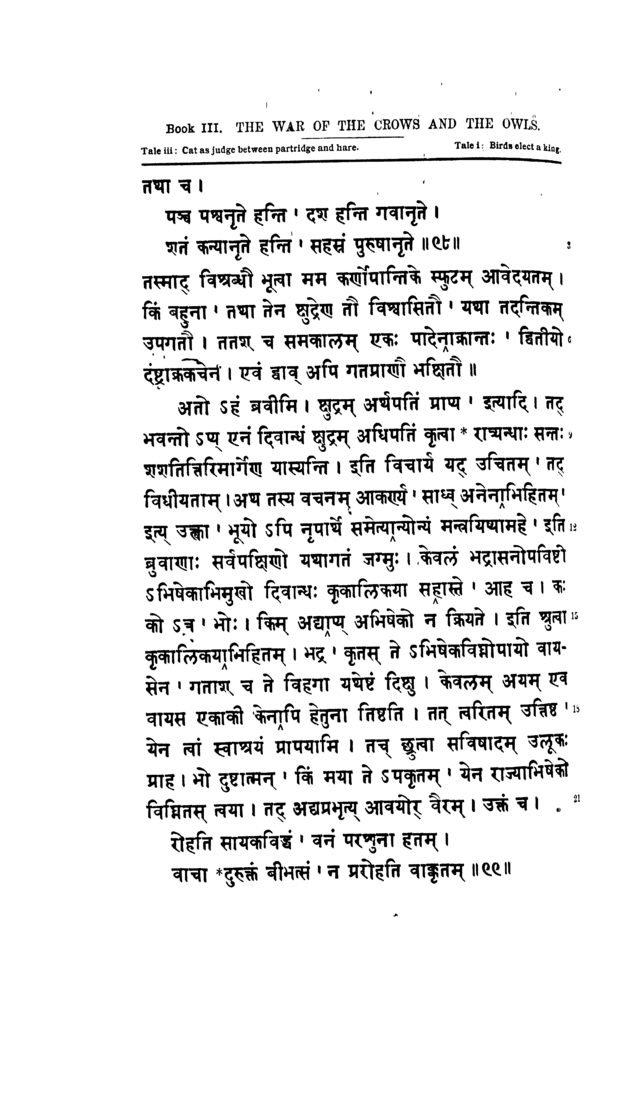 Book III. THE WAR OF THE CROWS AND THE OWLS.
Tale iii: Cat as judge between partridge and hare. Tale i: Birds elect a king.
तथा च।
पञ्च पश्वनृते हन्ति ' दश हन्ति गवानृते।
शतं कन्यानृते हन्ति ' सहस्रं पुरुषानृते ॥९८॥ 3
तस्माद् विश्रब्धौ भूत्वा मम कर्णोपान्तिके स्फुटम् आवेदयतम्।
किं बहुना ' तथा तेन क्षुद्रेण तौ विश्वासितौ ' यथा तदन्तिकम्
उपगतौ। ततश् च समकालम् एकः पादेनाक्रान्तः ' द्वितीयो 6
दंष्ट्राक्रकचेन। एवं द्वाव् अपि गतप्राणौ भक्षितौ॥
अतो ऽहं ब्रवीमि। क्षुद्रम् अर्थपतिं प्राप्य ' इत्यादि। तद्
भवन्तो ऽप्य् एनं दिवान्धं क्षुद्रम् अधिपतिं कृत्वा * रात्र्यन्धाः सन्तः 9
शशतित्तिरिमार्गेण यास्यन्ति। इति विचार्य यद् उचितम् ' तद्
विधीयताम्। अथ तस्य वचनम् आकर्ण्य ' साध्व् अनेनाभिहितम् '
इत्य् उक्त्वा ' भूयो ऽपि नृपार्थे समेत्यान्योन्यं मन्त्रयिष्यामहे ' इति 12
ब्रुवाणाः सर्वपक्षिणो यथागतं जग्मुः। केवलं भद्रासनोपविष्टो
ऽभिषेकाभिमुखो दिवान्धः कृकालिकया सहास्ते ' आह च। कः
को ऽत्र ' भोः। किम् अद्याप्य् अभिषेको न क्रियते। इति श्रुत्वा 15
कृकालिकयाभिहितम्। भद्र ' कृतस् ते ऽभिषेकविघ्नोपायो वाय-
सेन ' गताश् च ते विहगा यथेष्टं दिक्षु। केवलम् अयम् एव
वायस एकाकी केनापि हेतुना तिष्ठति। तत् त्वरितम् उत्तिष्ठ ' 18
येन त्वां स्वाश्रयं प्रापयामि। तच् छ्रुत्वा सविषादम् उलूकः
प्राह। भो दुष्टात्मन् ' किं मया ते ऽपकृतम् ' येन राज्याभिषेको
विघ्नितस् त्वया। तद् अद्यप्रभृत्य् आवयोर् वैरम्। उक्तं च। 21
रोहति सायकविद्धं ' वनं परशुना हतम्।
वाचा *दुरुक्तं बीभत्सं ' न प्ररोहति वाक्कृतम् ॥९९॥